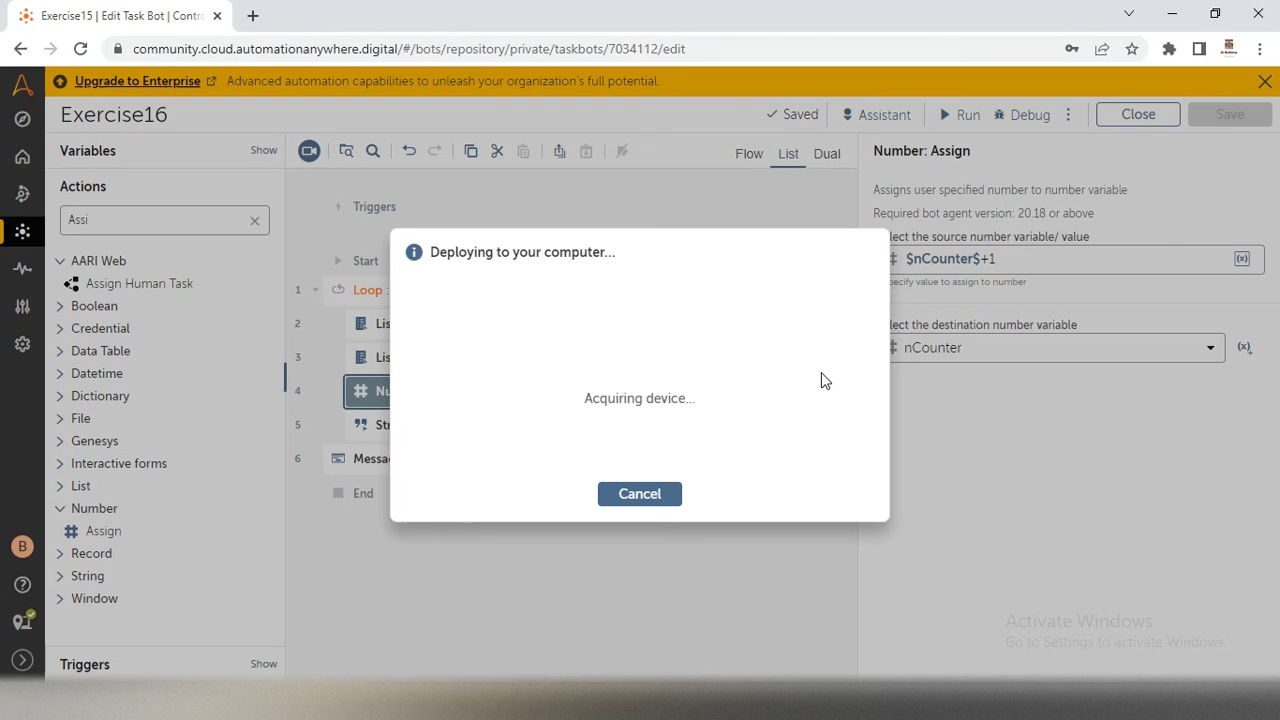 Exercise15 | Edit Task Bot | Contr
community.cloud.automationanywhere.digital/#/bots/repository/private/taskbots/7034112/edit
Upgrade to Enterprise Advanced automation capabilities to unleash your organization's full potential.
Exercise16
Saved
Assistant
Run
Debug
Close
Save
Variables
Show
Actions
Assi
AARI Web
Assign Human Task
Boolean
Credential
Data Table
Datetime
Dictionary
File
Genesys
Interactive forms
List
Number
Assign
Record
String
Window
Triggers
Show
B
Flow
List
Dual
Triggers
Start
1 Loop :
2 Lis
3 Lis
4 Nu
5 Str
6 Messa
End
Deploying to your computer...
Acquiring device...
Cancel
Number: Assign
Assigns user specified number to number variable
Required bot agent version: 20.18 or above
lect the source number variable/ value
$nCounter$+1
(x)
pecify value to assign to number
lect the destination number variable
nCounter
(x)+
Activate Windows
Go to Settings to activate Windows.